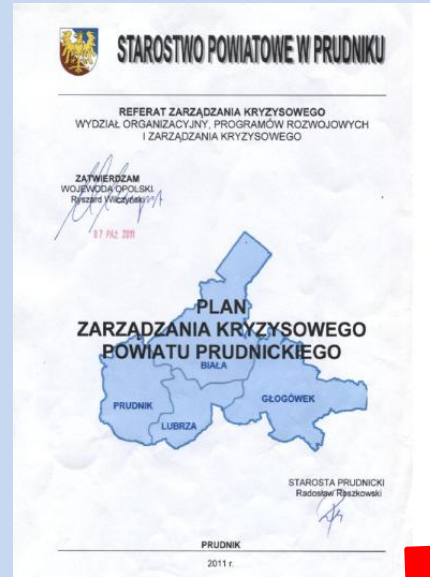 STAROSTWO POWIATOWE W PRUDNIKU
REFERAT ZARZĄDZANIA KRYZYSOWEGO
WYDZIAŁ ORGANIZACYJNY, PROGRAMÓW ROZWOJOWYCH
I ZARZĄDZANIA KRYZYSOWEGO
ZATWIERDZAM
WOJEWODA OPOLSKI
Ryszard Wilczyński
07 PAŹ. 2011
PLAN
ZARZĄDZANIA KRYZYSOWEGO
POWIATU PRUDNICKIEGO
BIAŁA
PRUDNIK
GŁOGÓWEK
LUBRZA
STAROSTA PRUDNICKI
Radosław Roszkowski
PRUDNIK
2011 r.